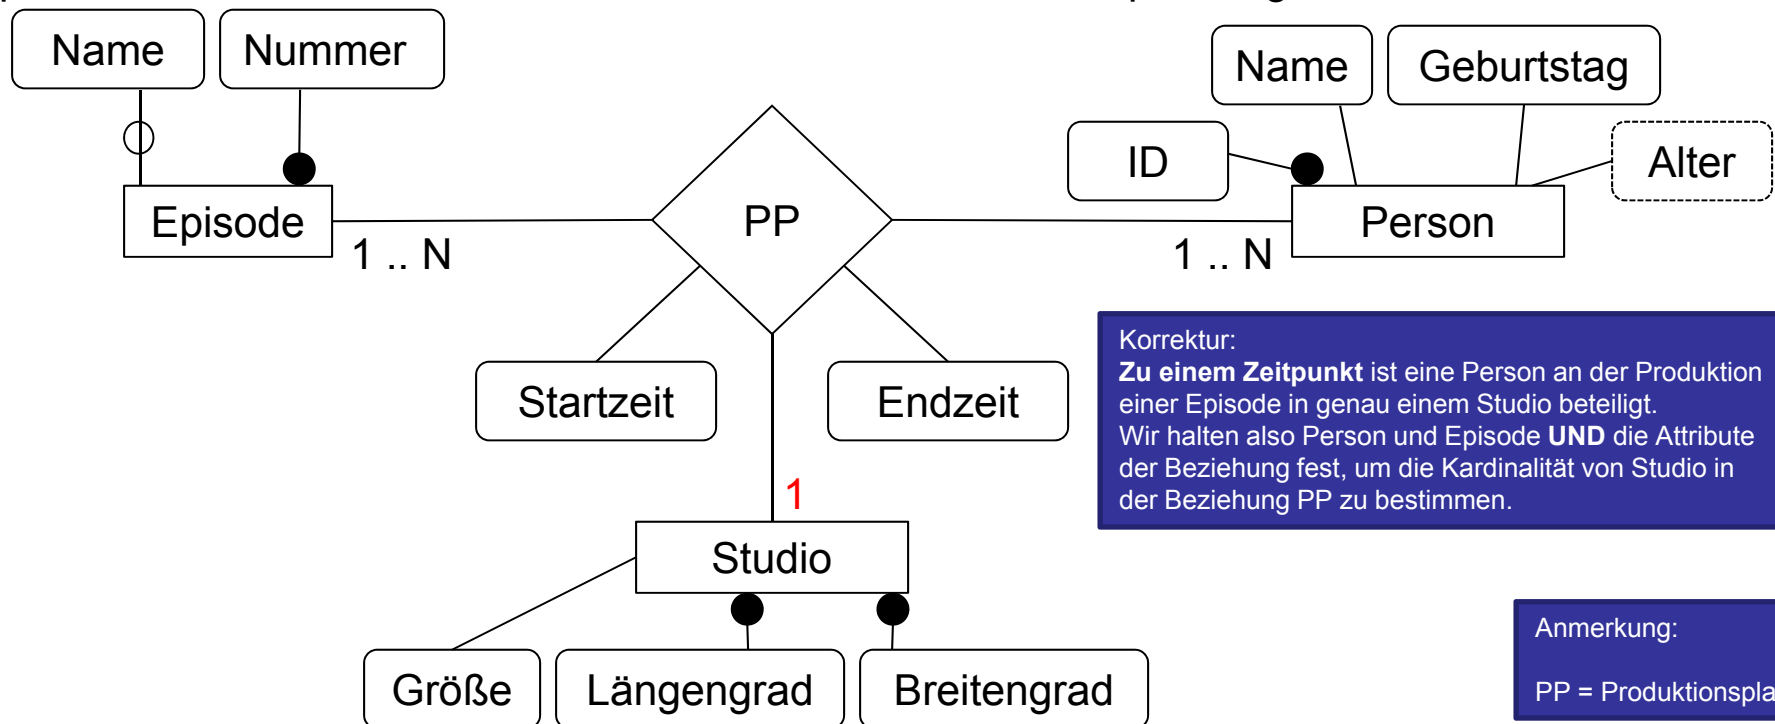 Name
Nummer
Name
Geburtstag
ID
Alter
Episode
PP
Person
1 .. N
1 .. N
Startzeit
Endzeit
Korrektur:
Zu einem Zeitpunkt ist eine Person an der Produktion
einer Episode in genau einem Studio beteiligt.
Wir halten also Person und Episode UND die Attribute
der Beziehung fest, um die Kardinalität von Studio in
der Beziehung PP zu bestimmen.
1
Studio
Größe
Längengrad
Breitengrad
Anmerkung:
PP = Produktionspla